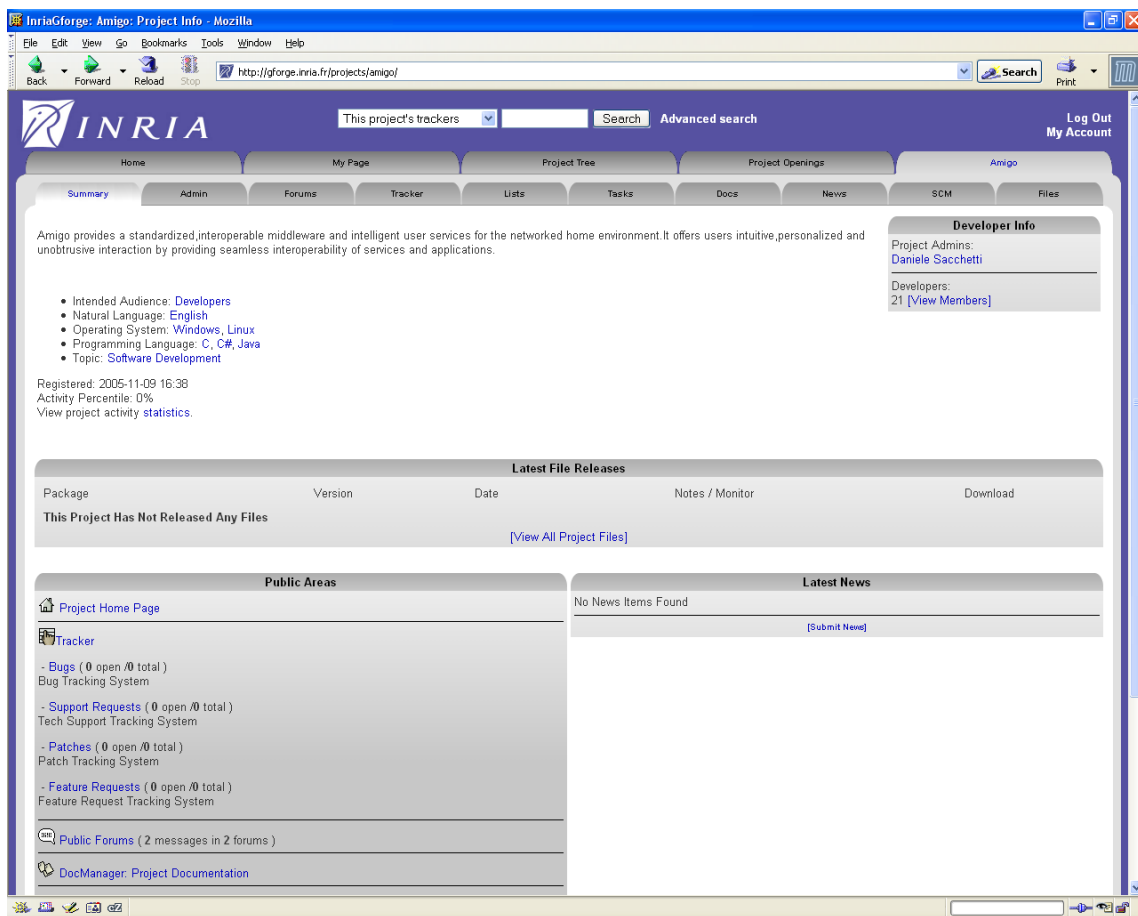 InriaGforge: Amigo: Project Info - Mozilla
File Edit View Go Bookmarks Tools Window Help
Back Forward Reload Stop http://gforge.inria.fr/projects/amigo/ Search Print
INRIA This project's trackers Search Advanced search Log Out
My Account
Home My Page Project Tree Project Openings Amigo
Summary Admin Forums Tracker Lists Tasks Docs News SCM Files
Amigo provides a standardized,interoperable middleware and intelligent user services for the networked home environment.It offers users intuitive,personalized and
unobtrusive interaction by providing seamless interoperability of services and applications.
Developer Info
Project Admins:
Daniele Sacchetti
Developers:
21 [View Members]
• Intended Audience: Developers
• Natural Language: English
• Operating System: Windows, Linux
• Programming Language: C, C#, Java
• Topic: Software Development
Registered: 2005-11-09 16:38
Activity Percentile: 0%
View project activity statistics.
Latest File Releases
Package Version Date Notes / Monitor Download
This Project Has Not Released Any Files
[View All Project Files]
Public Areas
Project Home Page
Tracker
- Bugs ( 0 open /0 total )
Bug Tracking System
- Support Requests ( 0 open /0 total )
Tech Support Tracking System
- Patches ( 0 open /0 total )
Patch Tracking System
- Feature Requests ( 0 open /0 total )
Feature Request Tracking System
Public Forums ( 2 messages in 2 forums )
DocManager: Project Documentation
Latest News
No News Items Found
[Submit News]